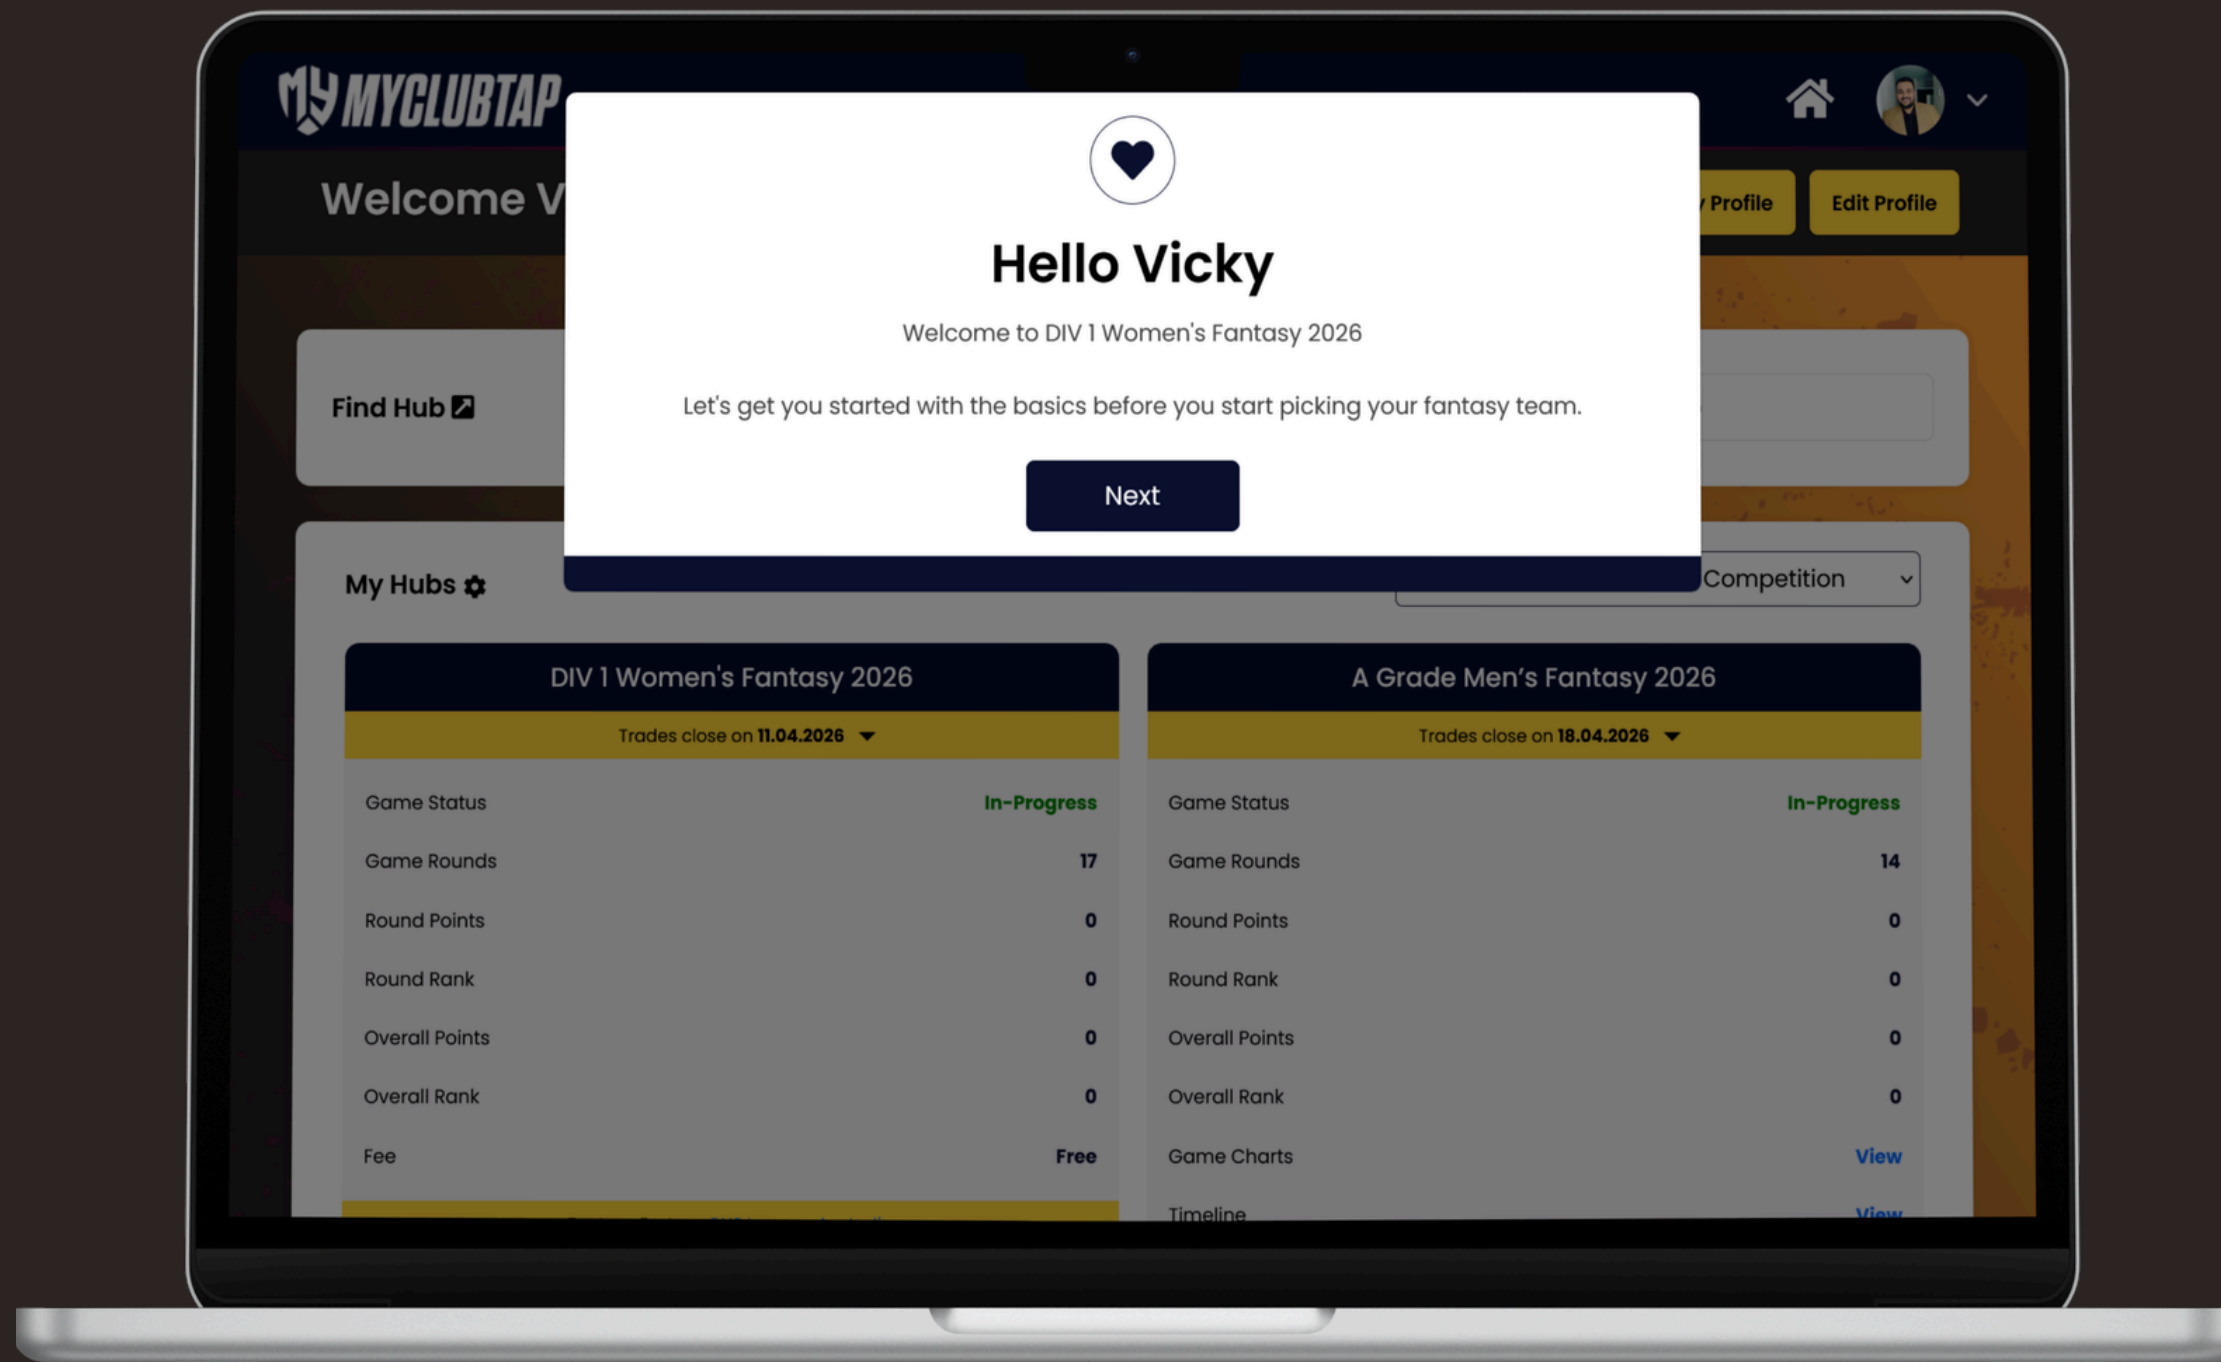 MY MYCLUBTAP
Welcome V
Profile
Edit Profile
Hello Vicky
Welcome to DIV 1 Women's Fantasy 2026
Let's get you started with the basics before you start picking your fantasy team.
Next
Find Hub
My Hubs
Competition
DIV 1 Women's Fantasy 2026
Trades close on 11.04.2026
Game Status In-Progress
Game Rounds 17
Round Points 0
Round Rank 0
Overall Points 0
Overall Rank 0
Fee Free
A Grade Men’s Fantasy 2026
Trades close on 18.04.2026
Game Status In-Progress
Game Rounds 14
Round Points 0
Round Rank 0
Overall Points 0
Overall Rank 0
Game Charts View
Timeline View